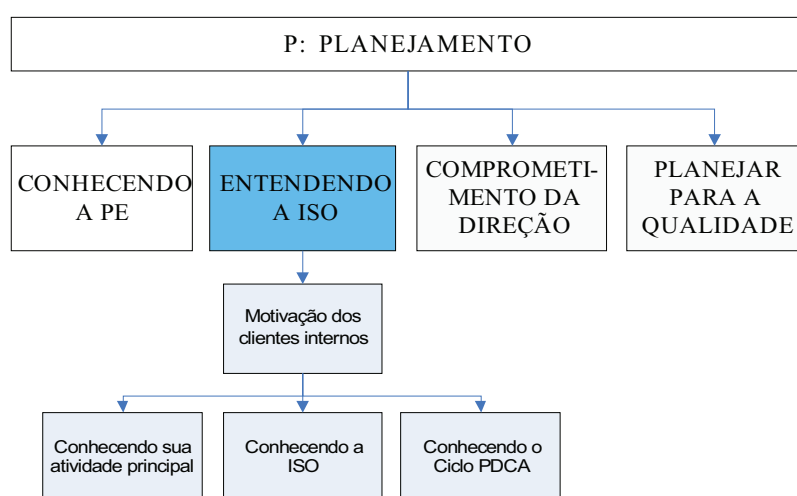 P: PLANEJAMENTO
CONHECENDO
A PE
ENTENDENDO
A ISO
COMPROMETI-
MENTO DA
DIREÇÃO
PLANEJAR
PARA A
QUALIDADE
Motivação dos
clientes internos
Conhecendo sua
atividade principal
Conhecendo a
ISO
Conhecendo o
Ciclo PDCA